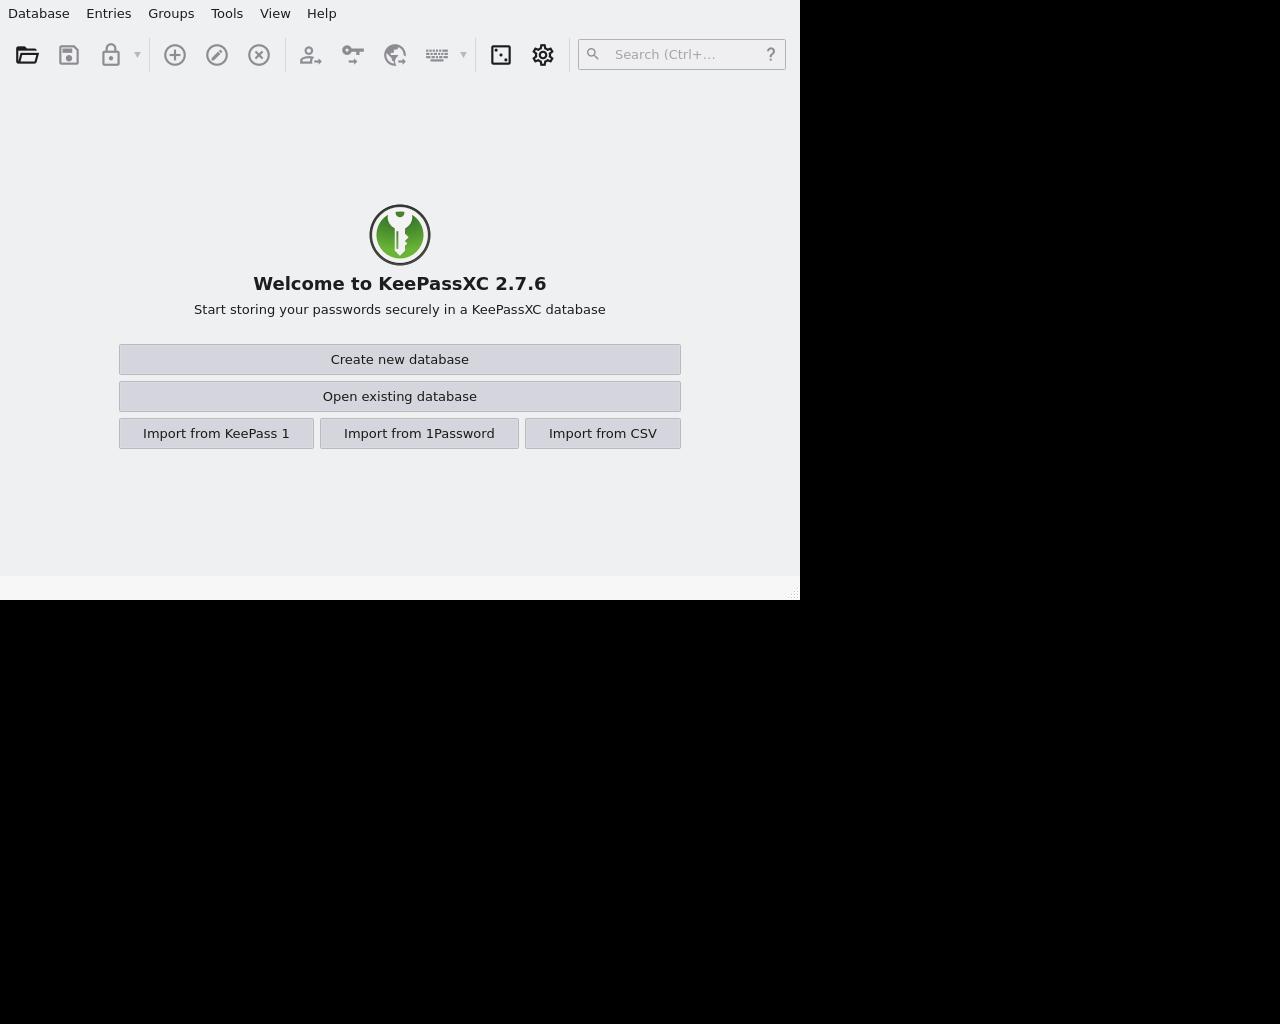 Database Entries Groups Tools View Help
Search (Ctrl+...
Welcome to KeePassXC 2.7.6
Start storing your passwords securely in a KeePassXC database
Create new database
Open existing database
Import from KeePass 1 Import from 1Password Import from CSV